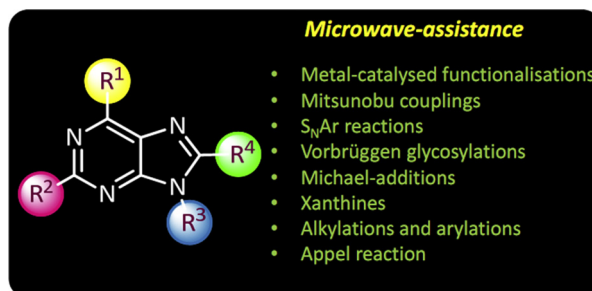 Microwave-assistance
R¹
R²
R³
R⁴
N
N
N
N
• Metal-catalysed functionalisations
• Mitsunobu couplings
• SₙAr reactions
• Vorbrüggen glycosylations
• Michael-additions
• Xanthines
• Alkylations and arylations
• Appel reaction